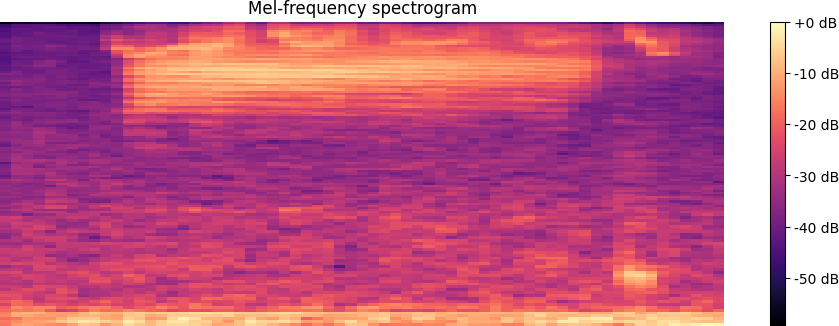 Mel-frequency spectrogram
+0 dB
-10 dB
-20 dB
-30 dB
-40 dB
-50 dB